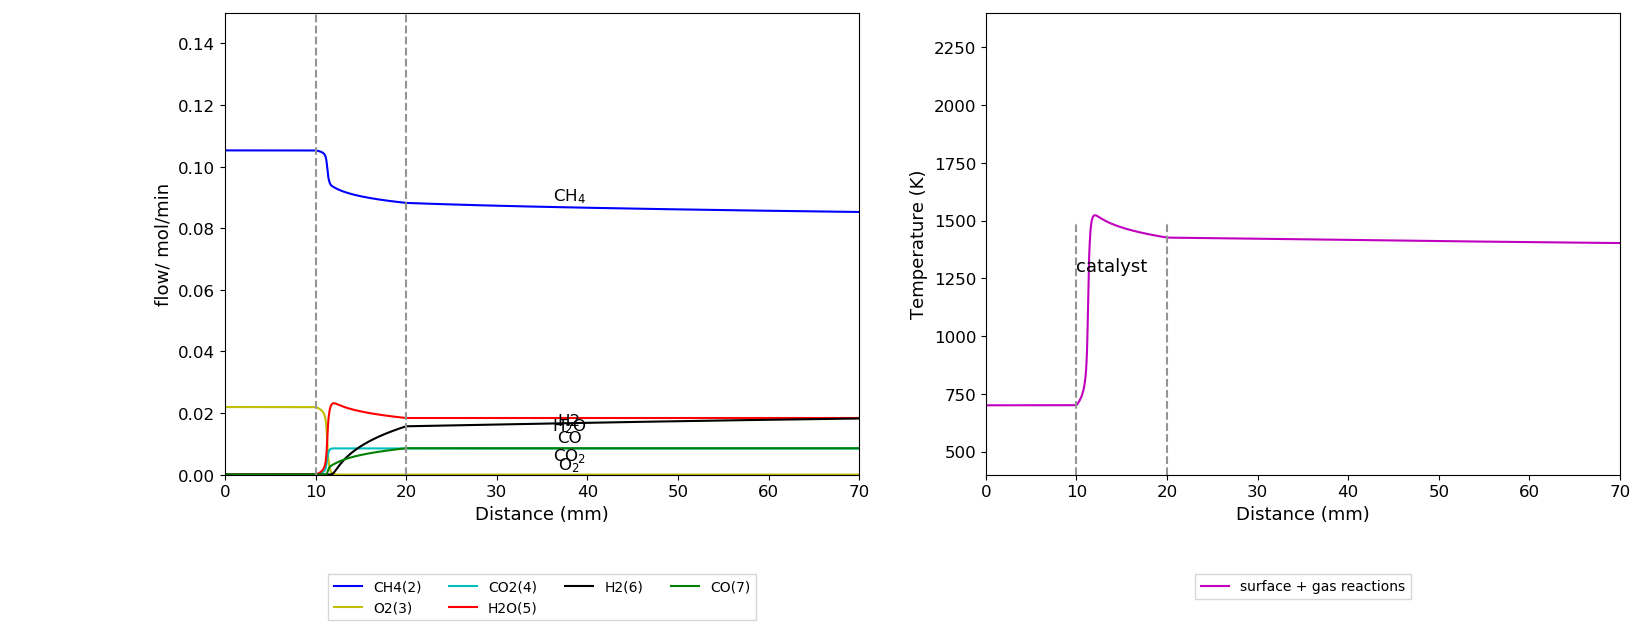 0.14
0.12
0.10
0.08
0.06
0.04
0.02
0.00
flow/ mol/min
CH₄
H2
H₂O
CO
CO₂
O₂
0 10 20 30 40 50 60 70
Distance (mm)
CH4(2) CO2(4) H2(6) CO(7)
O2(3) H2O(5)
2250
2000
1750
1500
1250
1000
750
500
Temperature (K)
catalyst
0 10 20 30 40 50 60 70
Distance (mm)
surface + gas reactions